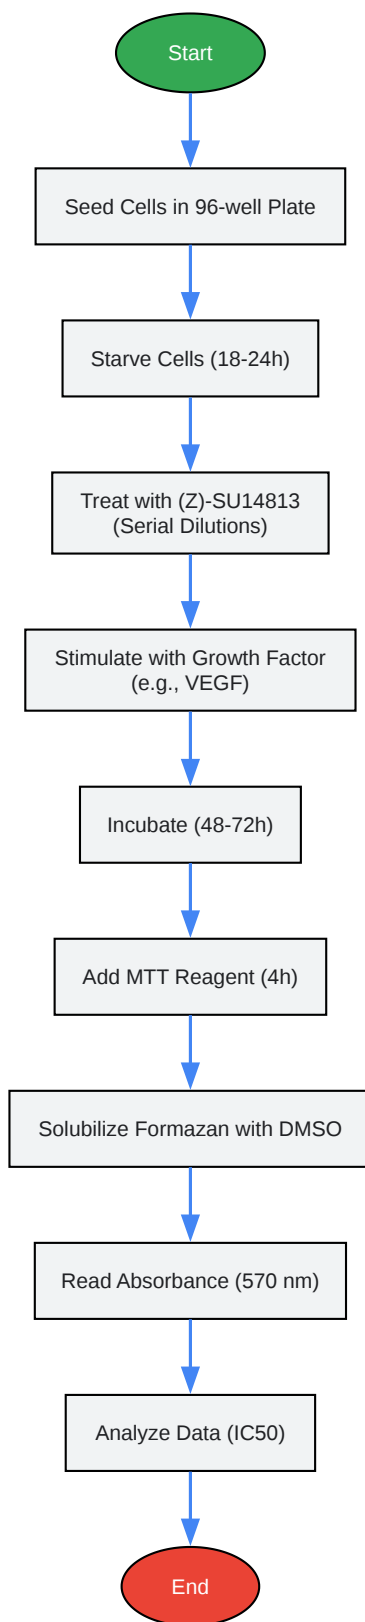 Start
Seed Cells in 96-well Plate
Starve Cells (18-24h)
Treat with (Z)-SU14813
(Serial Dilutions)
Stimulate with Growth Factor
(e.g., VEGF)
Incubate (48-72h)
Add MTT Reagent (4h)
Solubilize Formazan with DMSO
Read Absorbance (570 nm)
Analyze Data (IC50)
End